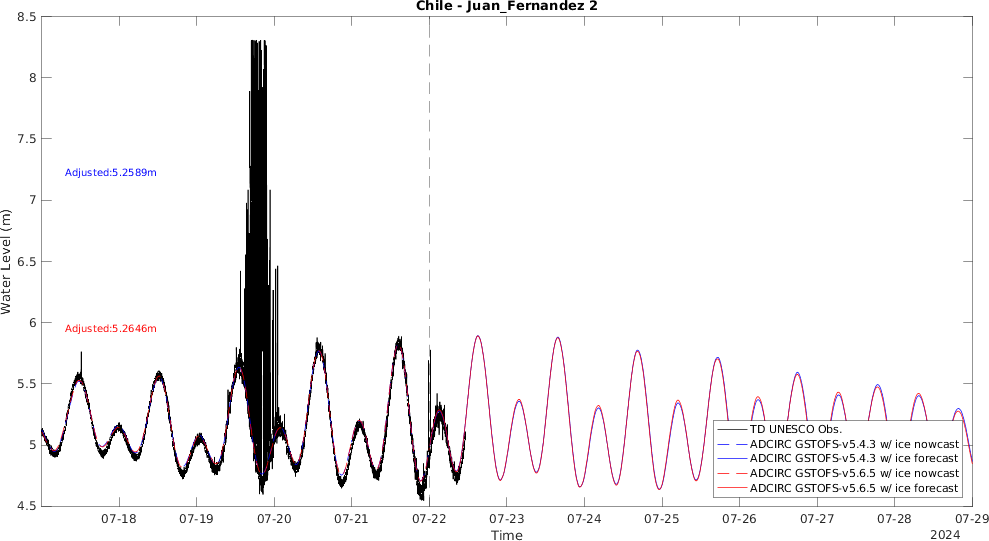 Chile - Juan_Fernandez 2
8.5
8
7.5
7
6.5
6
5.5
5
4.5
Water Level (m)
Adjusted:5.2589m
Adjusted:5.2646m
TD UNESCO Obs.
ADCIRC GSTOFS-v5.4.3 w/ ice nowcast
ADCIRC GSTOFS-v5.4.3 w/ ice forecast
ADCIRC GSTOFS-v5.6.5 w/ ice nowcast
ADCIRC GSTOFS-v5.6.5 w/ ice forecast
07-18 07-19 07-20 07-21 07-22 07-23 07-24 07-25 07-26 07-27 07-28 07-29
Time
2024